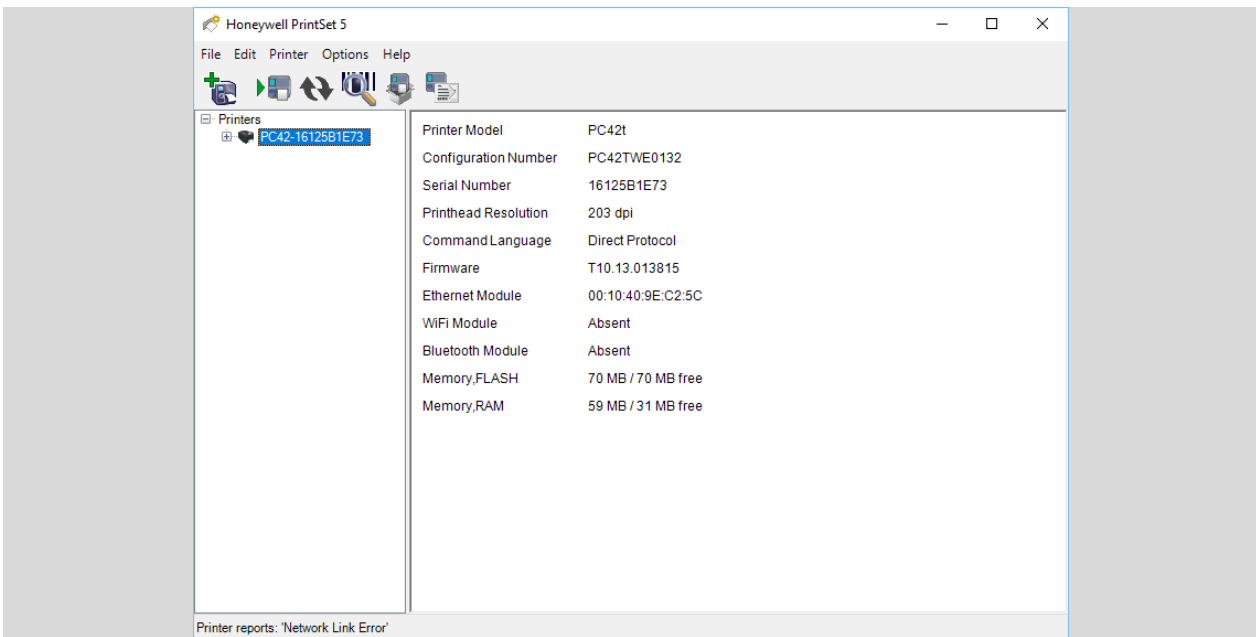 Honeywell PrintSet 5
File Edit Printer Options Help
Printers
PC42-16125B1E73
Printer Model PC42t
Configuration Number PC42TWE0132
Serial Number 16125B1E73
Printhead Resolution 203 dpi
Command Language Direct Protocol
Firmware T10.13.013815
Ethernet Module 00:10:40:9E:C2:5C
WiFi Module Absent
Bluetooth Module Absent
Memory,FLASH 70 MB / 70 MB free
Memory,RAM 59 MB / 31 MB free
Printer reports: 'Network Link Error'